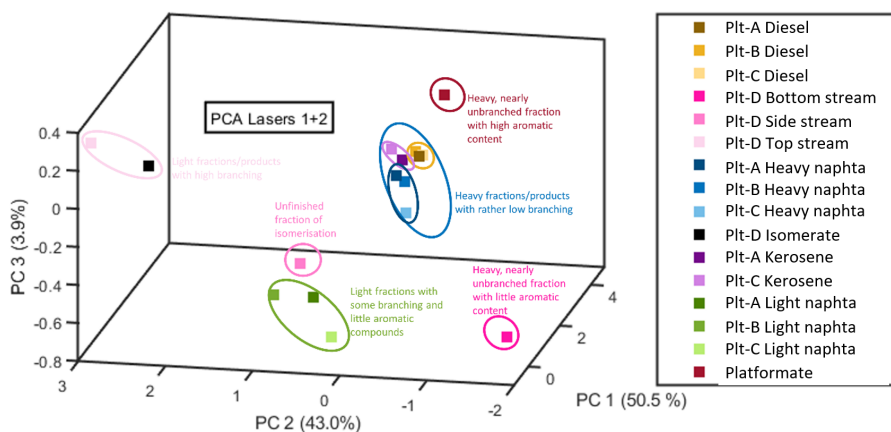 PCA Lasers 1+2
Heavy, nearly
unbranched fraction
with high aromatic
content
Light fractions/products
with high branching
Heavy fractions/products
with rather low branching
Unfinished
fraction of
isomerisation
Light fractions with
some branching and
little aromatic
compounds
Heavy, nearly
unbranched fraction
with little aromatic
content
PC 3 (3.9%)
0.4
0.2
0
-0.2
-0.4
-0.6
-0.8
3
2
1
0
-1
-2
PC 2 (43.0%)
0
2
4
PC 1 (50.5 %)
Plt-A Diesel
Plt-B Diesel
Plt-C Diesel
Plt-D Bottom stream
Plt-D Side stream
Plt-D Top stream
Plt-A Heavy naphta
Plt-B Heavy naphta
Plt-C Heavy naphta
Plt-D Isomerate
Plt-A Kerosene
Plt-C Kerosene
Plt-A Light naphta
Plt-B Light naphta
Plt-C Light naphta
Platformate